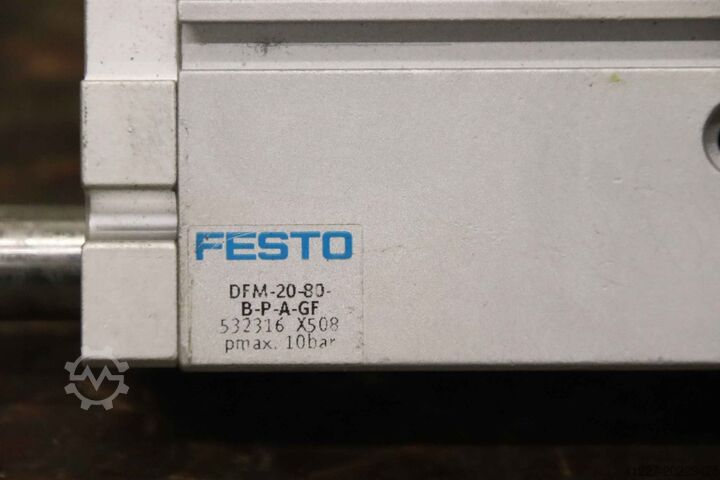 FESTO
DFM-20-80-
B-P-A-GF
532316 X508
pmax. 10bar